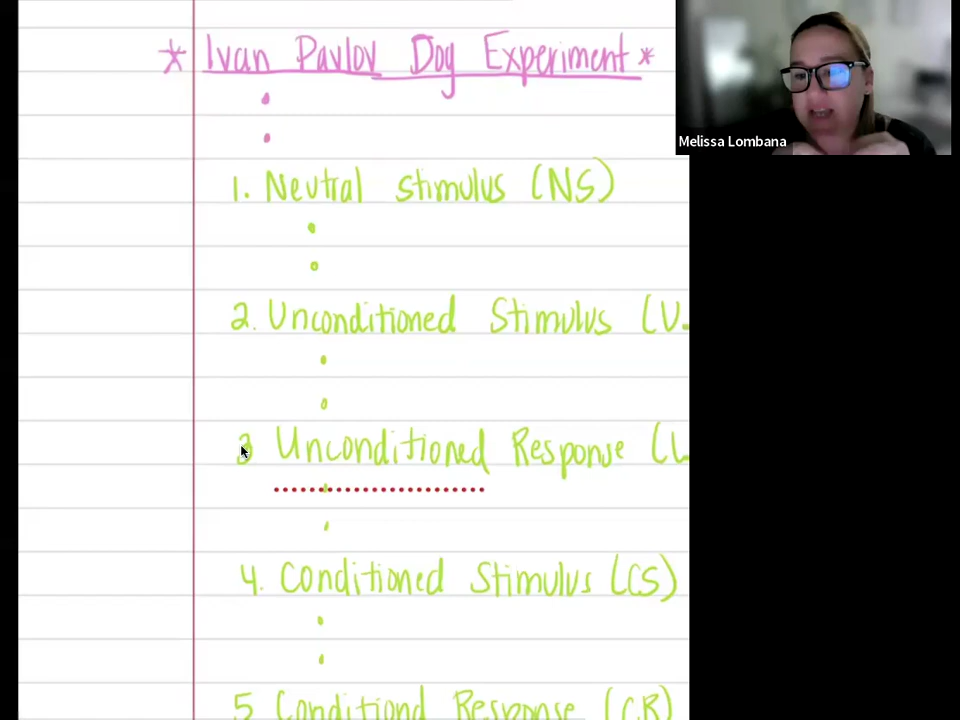 * Ivan Pavlov Dog Experiment *
Melissa Lombana
1. Neutral stimulus (NS)
2. Unconditioned Stimulus (U
3 Unconditioned Response (U
4. Conditioned Stimulus (CS)
5 Conditiond Response (CR)